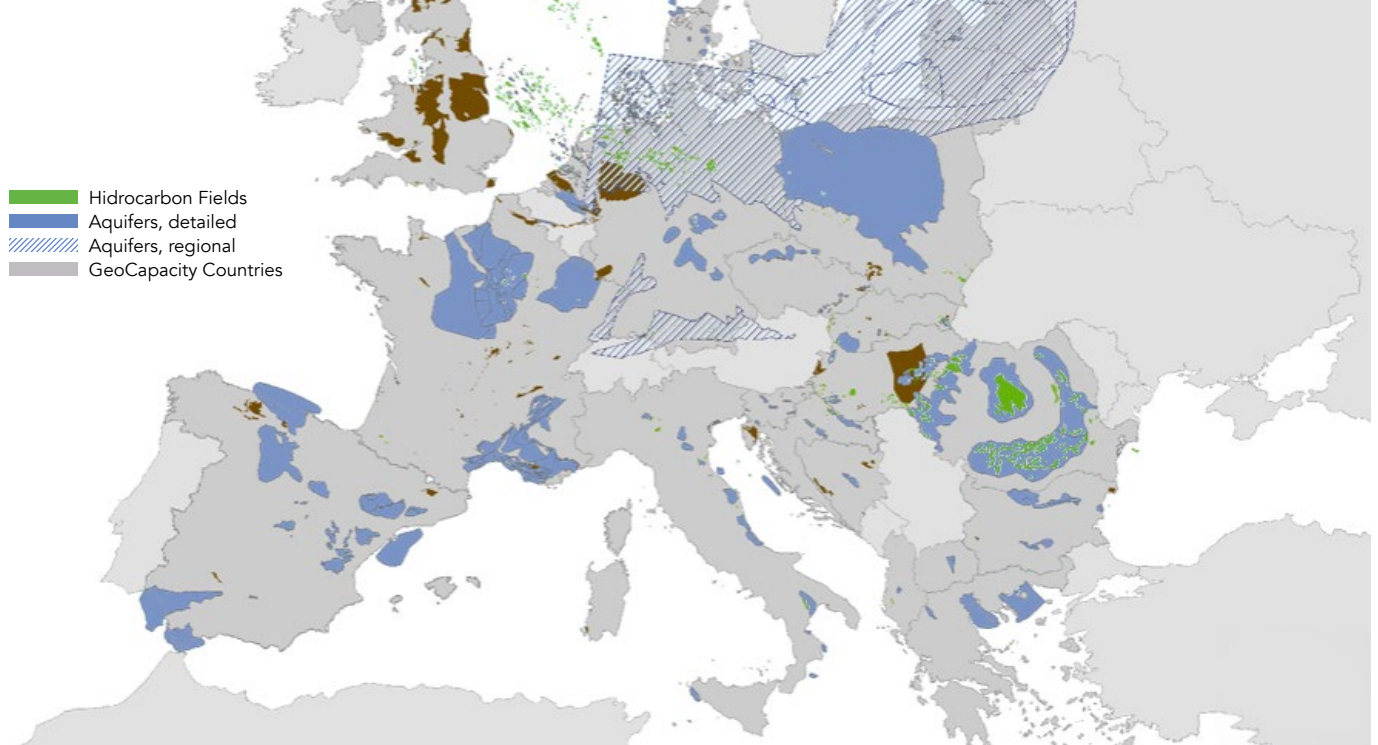 Hidrocarbon Fields
Aquifers, detailed
Aquifers, regional
GeoCapacity Countries